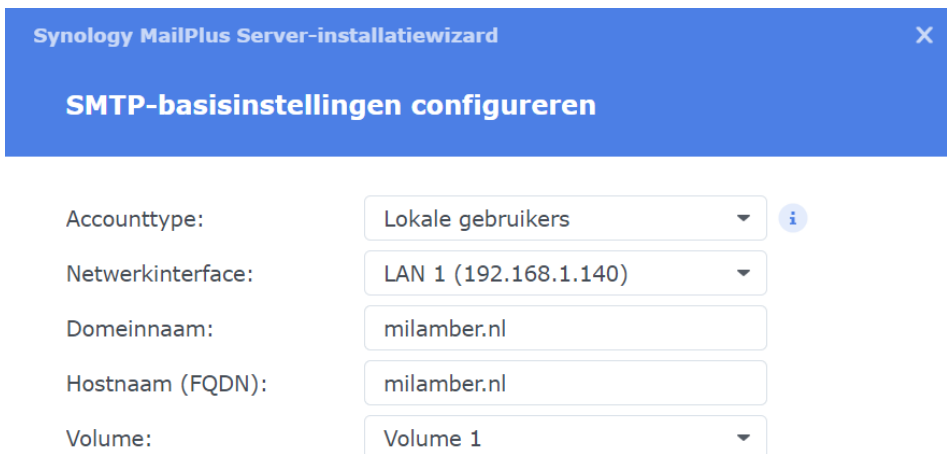 Synology MailPlus Server-installatiewizard
SMTP-basisinstellingen configureren
Accounttype: Lokale gebruikers
Netwerkinterface: LAN 1 (192.168.1.140)
Domeinnaam: milamber.nl
Hostnaam (FQDN): milamber.nl
Volume: Volume 1